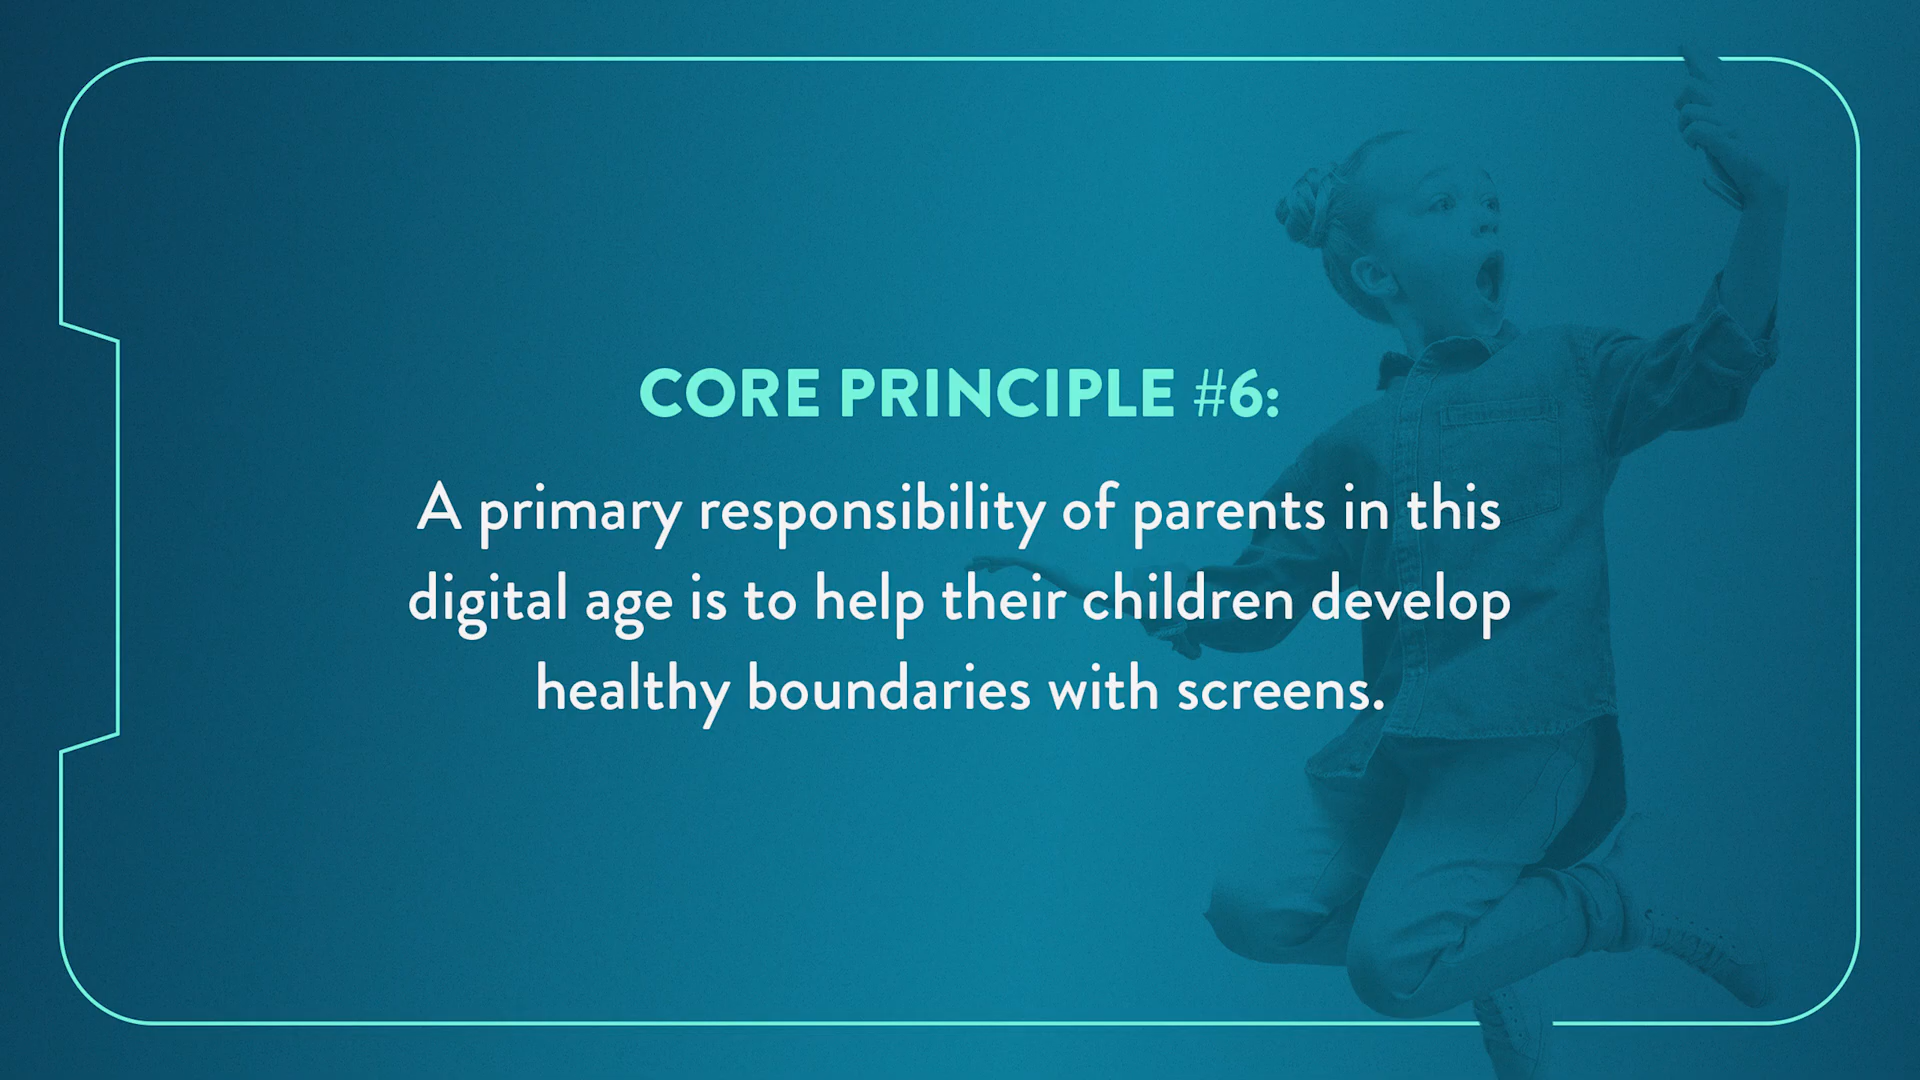 CORE PRINCIPLE #6:
A primary responsibility of parents in this
digital age is to help their children develop
healthy boundaries with screens.